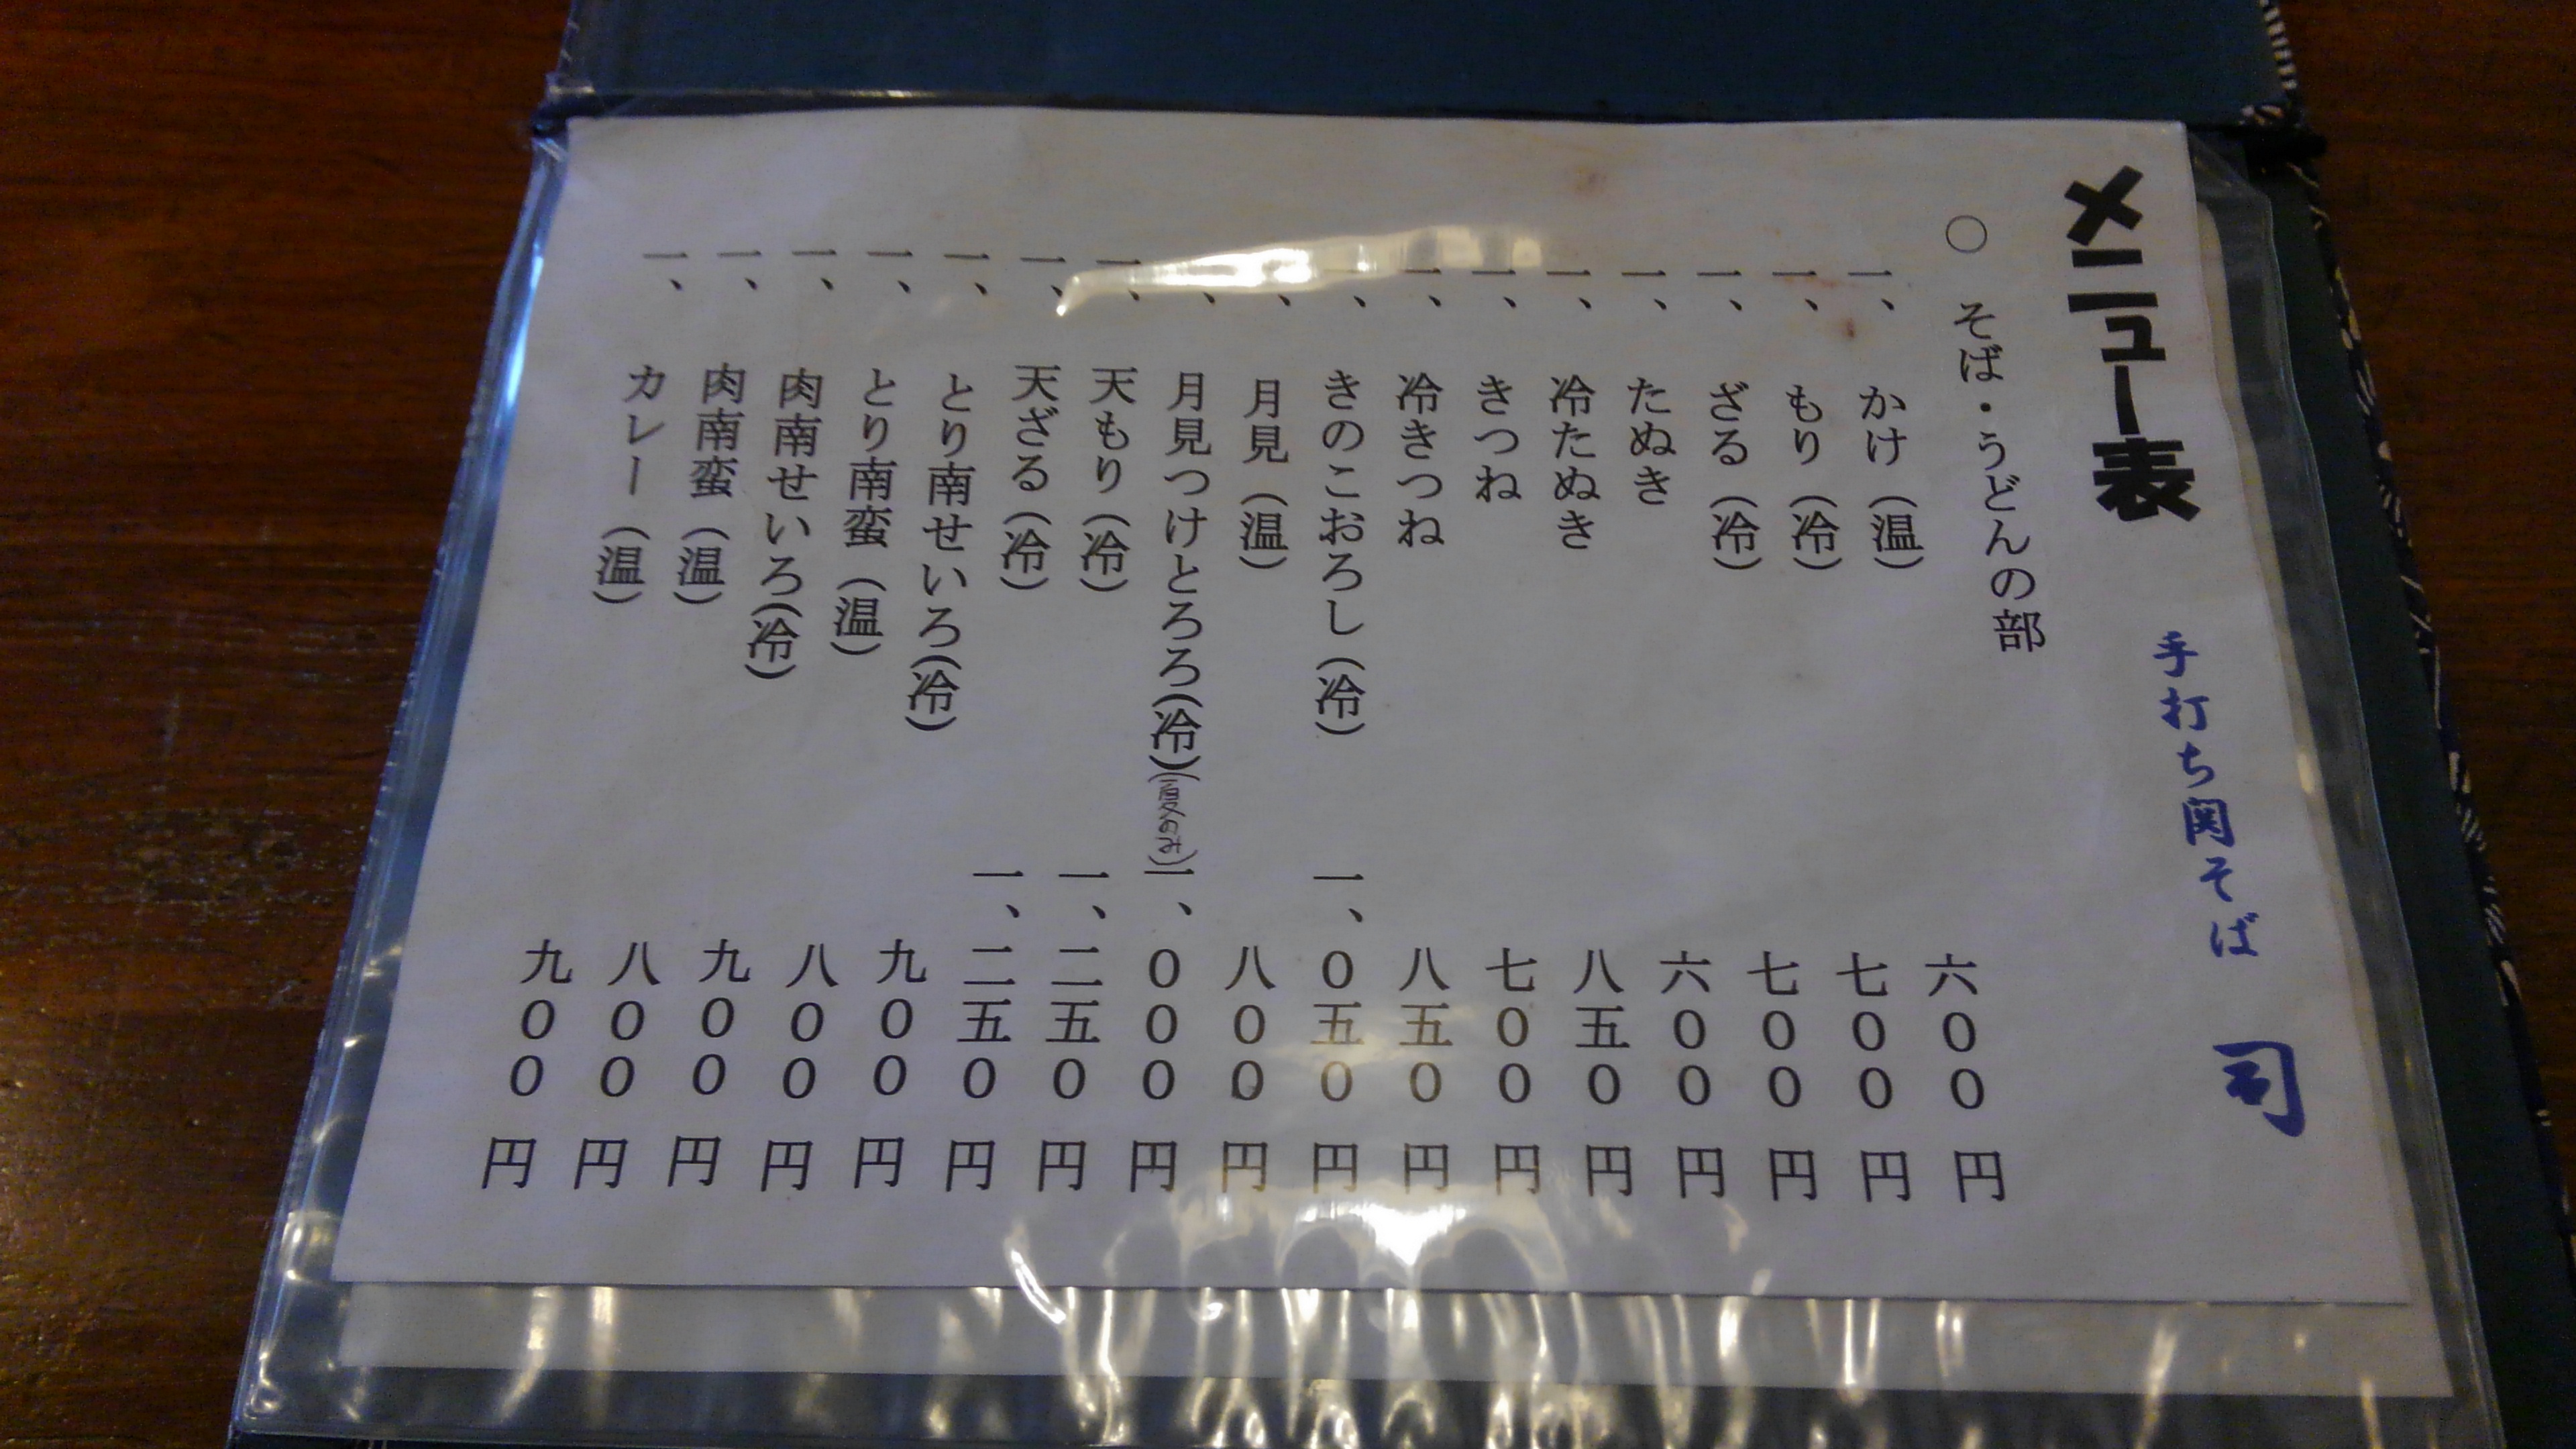 メニュー表 手打ち関そば 司
〇 そば・うどんの部
一、かけ(温) 六〇〇円
一、もり(冷) 七〇〇円
一、ざる(冷) 七〇〇円
一、たぬき 六〇〇円
一、冷たぬき 八五〇円
一、きつね 七〇〇円
一、冷きつね 八五〇円
一、きのこおろし(冷) 一、〇五〇円
一、月見(温) 八〇〇円
一、月見つけとろろ(冷)(夏のみ) 一、〇〇〇円
一、天もり(冷) 一、二五〇円
一、天ざる(冷) 一、二五〇円
一、とり南せいろ(冷) 九〇〇円
一、とり南蛮(温) 八〇〇円
一、肉南せいろ(冷) 九〇〇円
一、肉南蛮(温) 八〇〇円
一、カレー(温) 九〇〇円